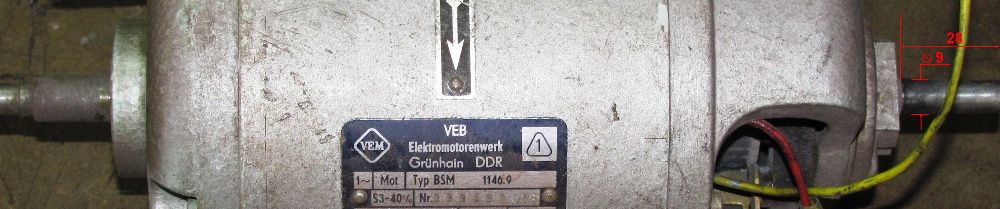 28
⌀9
VEB
VEM Elektromotorenwerk 1
Grünhain DDR
1~ Mot Typ BSM 1146.9
S3-40% Nr.